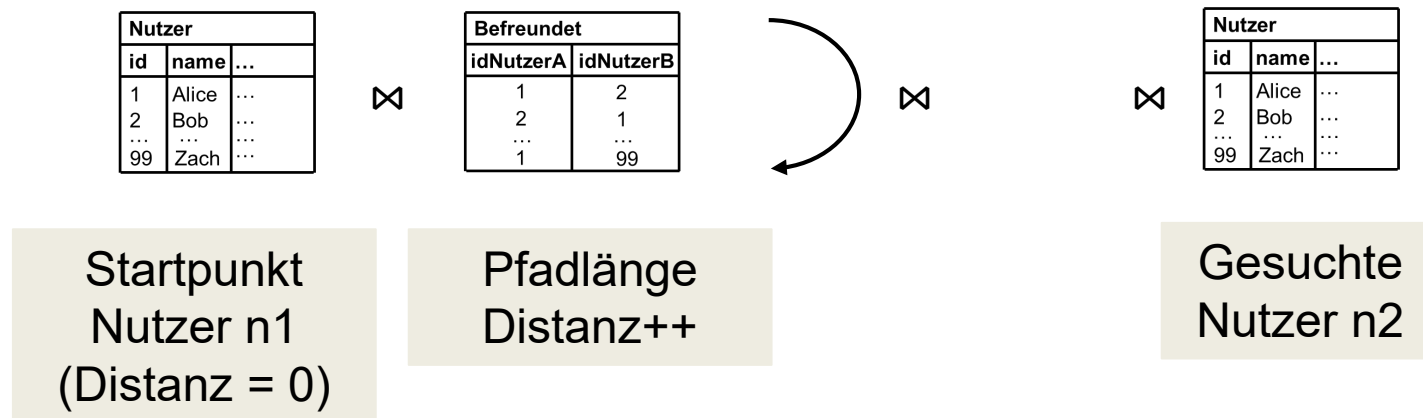 Nutzer
id name ...
1 Alice ...
2 Bob ...
... ... ...
99 Zach ...
⋈
Befreundet
idNutzerA idNutzerB
1 2
2 1
... ...
1 99
⋈
⋈
Nutzer
id name ...
1 Alice ...
2 Bob ...
... ... ...
99 Zach ...
Startpunkt
Nutzer n1
(Distanz = 0)
Pfadlänge
Distanz++
Gesuchte
Nutzer n2